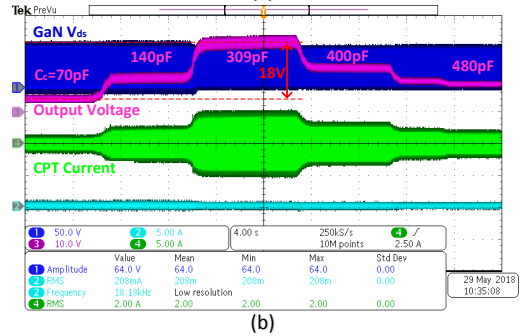 Tek PreVu
GaN Vds
140pF 309pF 400pF
480pF
Cc=70pF 18V
Output Voltage
CPT Current
1 50.0 V 2 5.00 A 4.00 s 250kS/s 4
3 10.0 V 4 5.00 A 10M points 2.50 A
Value Mean Min Max Std Dev
1 Amplitude 64.0 V 64.0 64.0 64.0 0.00
2 RMS 208mA 208m 208m 208m 0.00
2 Frequency 18.18kHz Low resolution
4 RMS 2.00 A 2.00 2.00 2.00 0.00
29 May 2018
10:35:08
(b)